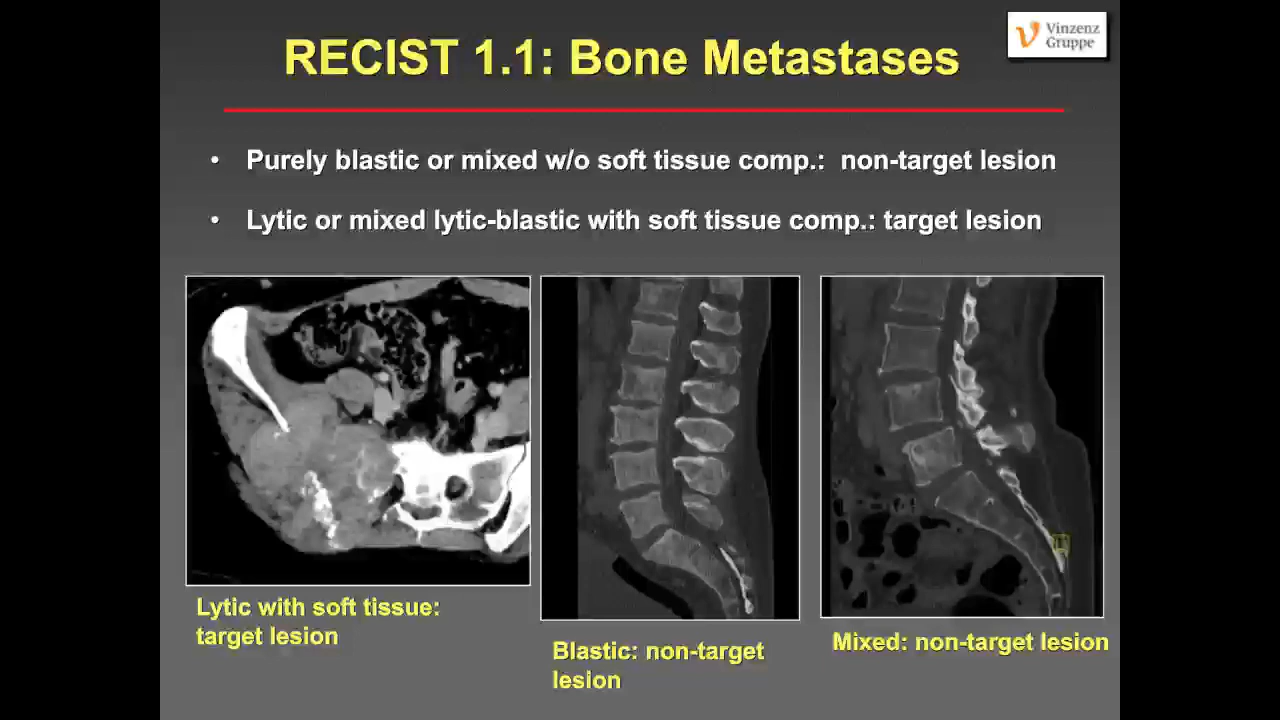 Vinzenz
Gruppe
RECIST 1.1: Bone Metastases
• Purely blastic or mixed w/o soft tissue comp.: non-target lesion
• Lytic or mixed lytic-blastic with soft tissue comp.: target lesion
Lytic with soft tissue:
target lesion
Blastic: non-target
lesion
Mixed: non-target lesion